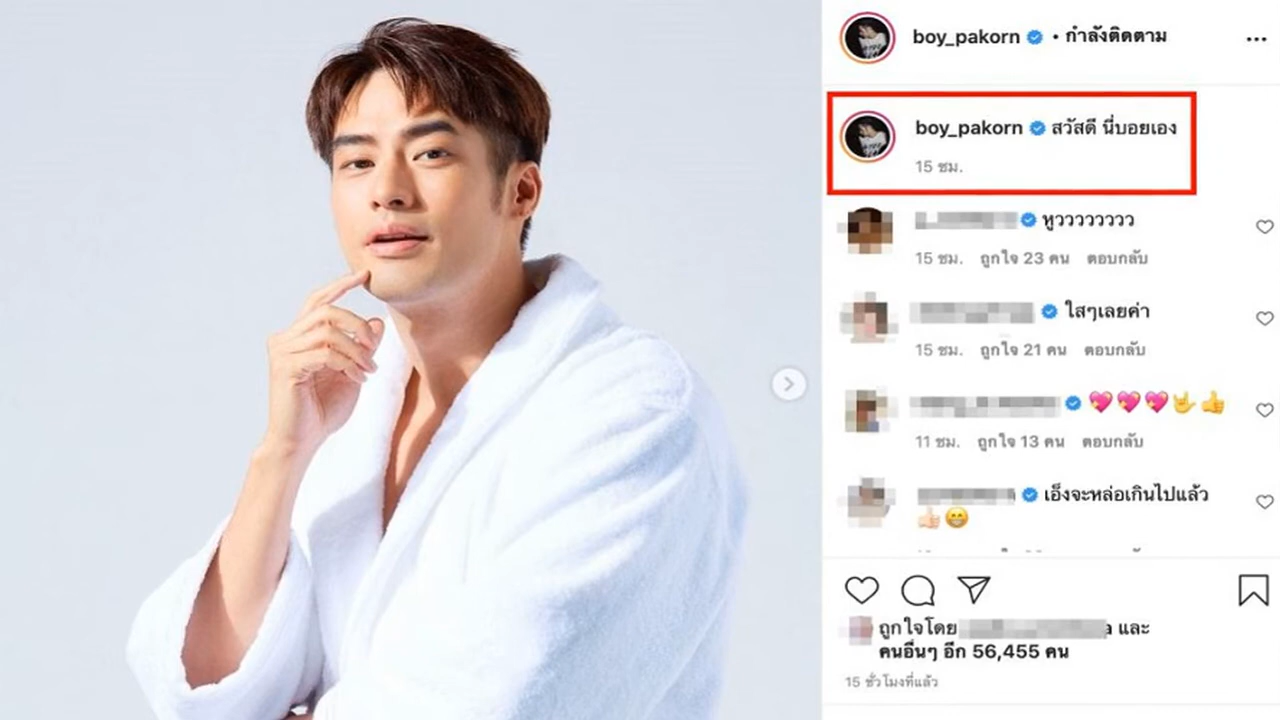 boy_pakorn • กำลังติดตาม
boy_pakorn สวัสดี นี่บอยเอง
15 ชม.
หูววววววววว
15 ชม. ถูกใจ 23 คน ตอบกลับ
ใสๆเลยค่า
15 ชม. ถูกใจ 21 คน ตอบกลับ
💖💖💖🤟👍
11 ชม. ถูกใจ 13 คน ตอบกลับ
เอ็งจะหล่อเกินไปแล้ว
👍🏻😁
ถูกใจโดย a และ
คนอื่นๆ อีก 56,455 คน
15 ชั่วโมงที่แล้ว